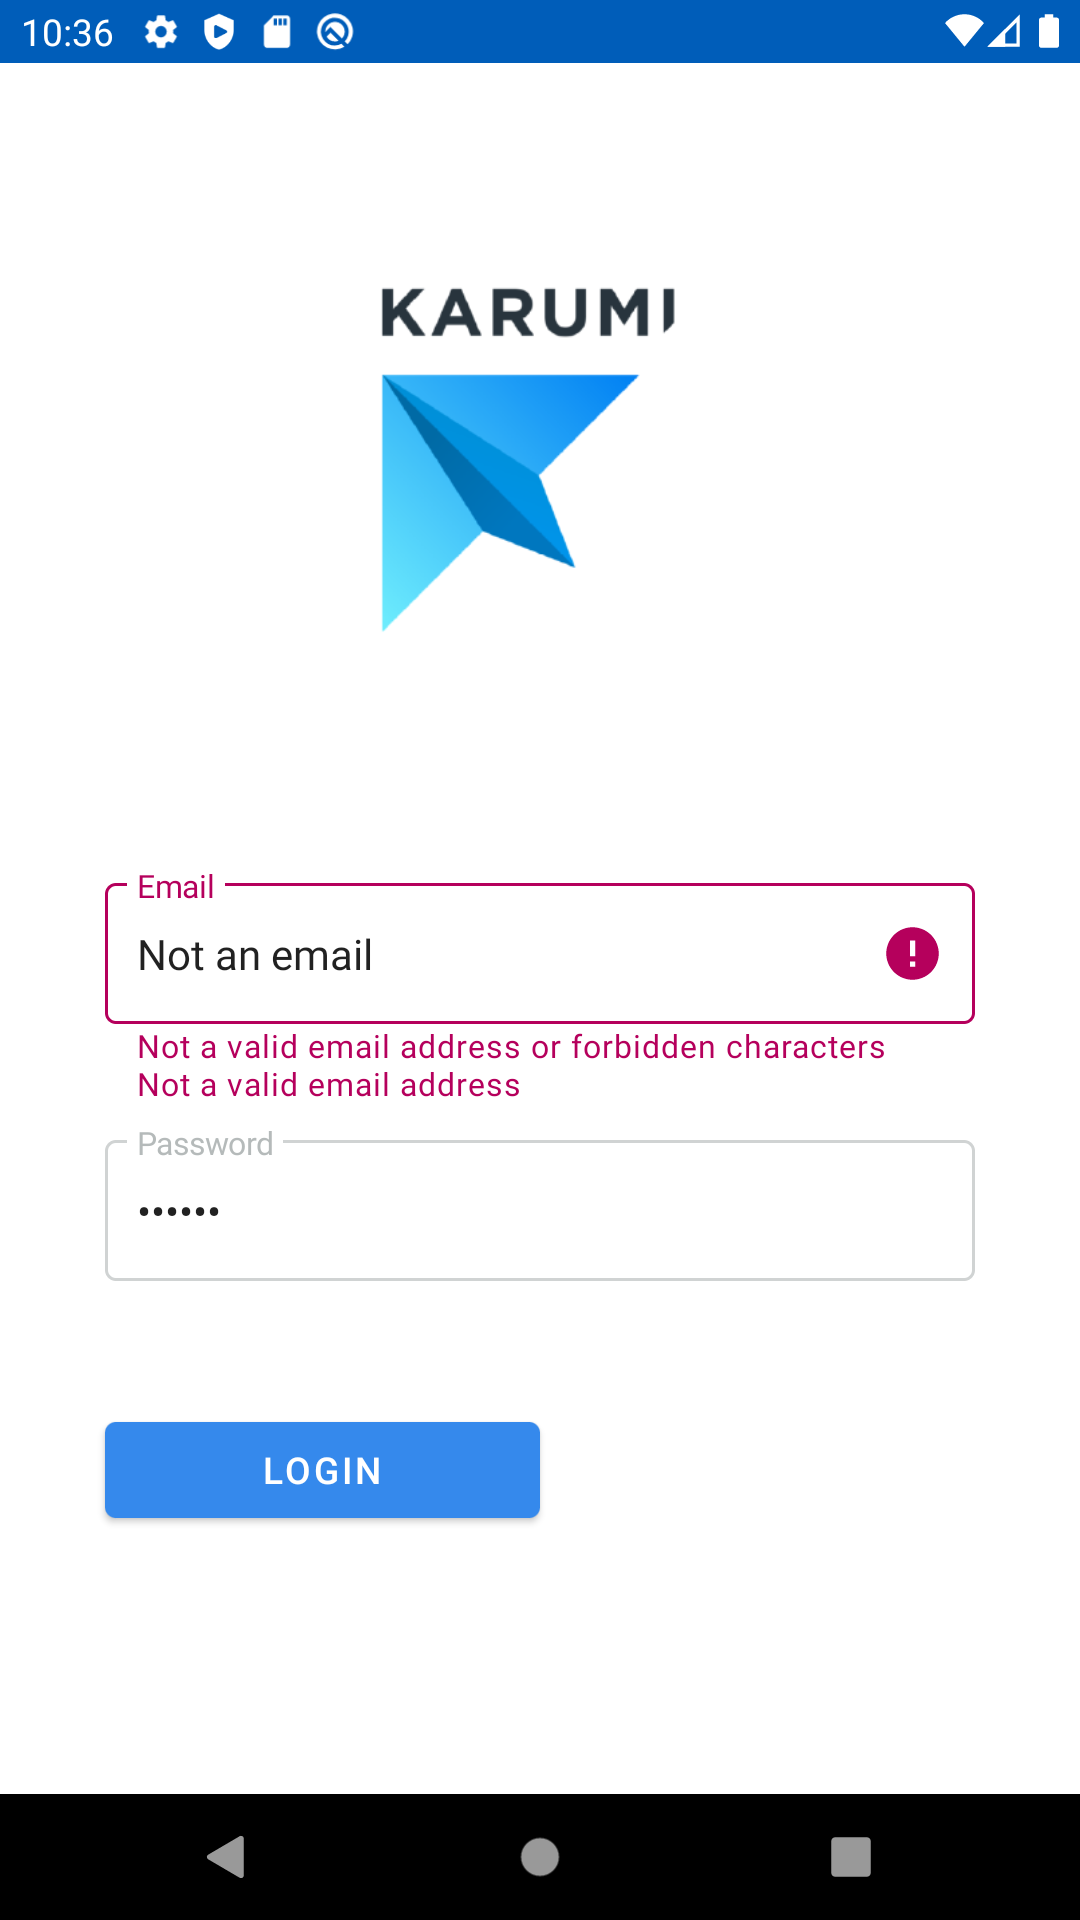 10:36
KARUMI
Email
Not an email
Not a valid email address or forbidden characters
Not a valid email address
Password
••••••
LOGIN